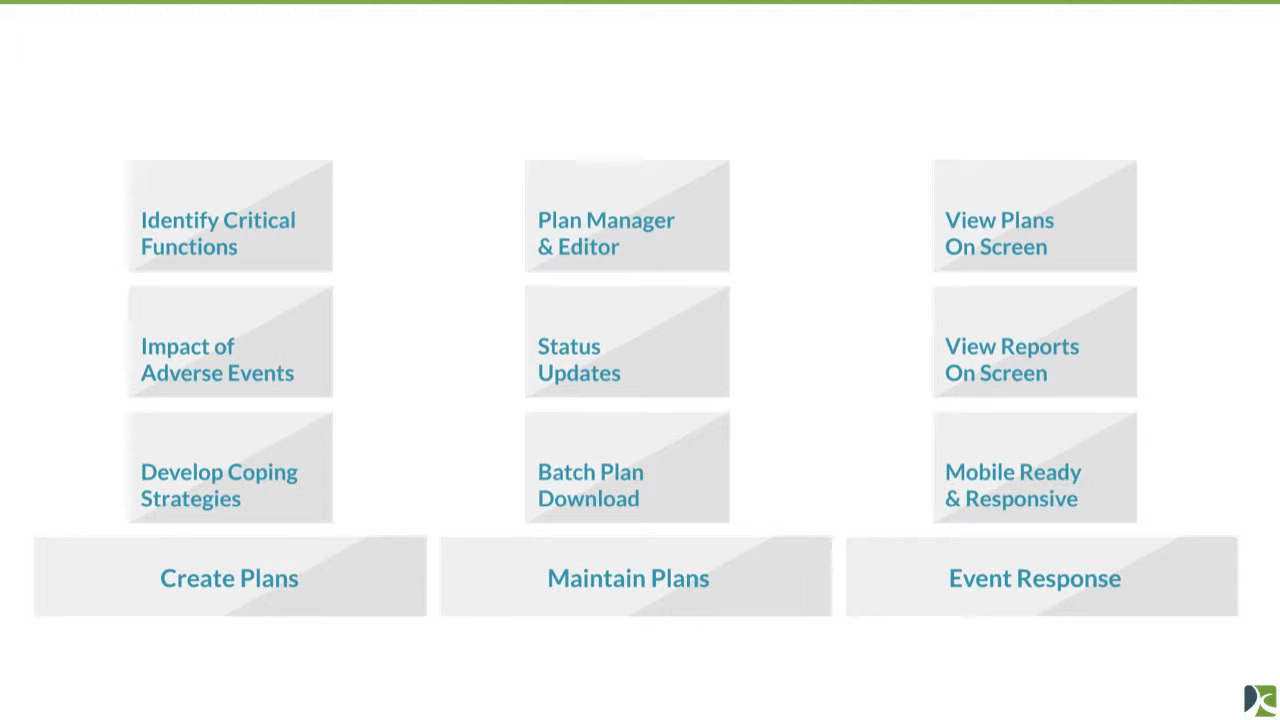 Identify Critical
Functions
Plan Manager
& Editor
View Plans
On Screen
Impact of
Adverse Events
Status
Updates
View Reports
On Screen
Develop Coping
Strategies
Batch Plan
Download
Mobile Ready
& Responsive
Create Plans
Maintain Plans
Event Response